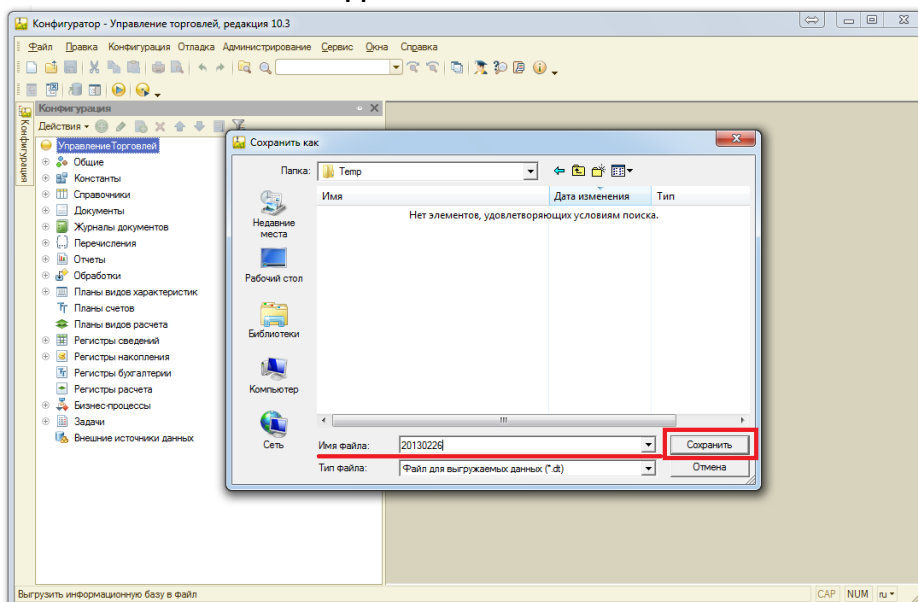 Конфигуратор - Управление торговлей, редакция 10.3
Файл Правка Конфигурация Отладка Администрирование Сервис Окна Справка
Конфигурация
Действия
Конфигурация
УправлениеТорговлей
Общие
Константы
Справочники
Документы
Журналы документов
Перечисления
Отчеты
Обработки
Планы видов характеристик
Планы счетов
Планы видов расчета
Регистры сведений
Регистры накопления
Регистры бухгалтерии
Регистры расчета
Бизнес-процессы
Задачи
Внешние источники данных
Сохранить как
Папка: Temp
Имя Дата изменения Тип
Нет элементов, удовлетворяющих условиям поиска.
Недавние
места
Рабочий стол
Библиотеки
Компьютер
Сеть
Имя файла: 20130226 Сохранить
Тип файла: Файл для выгружаемых данных (*.dt) Отмена
Выгрузить информационную базу в файл CAP NUM ru